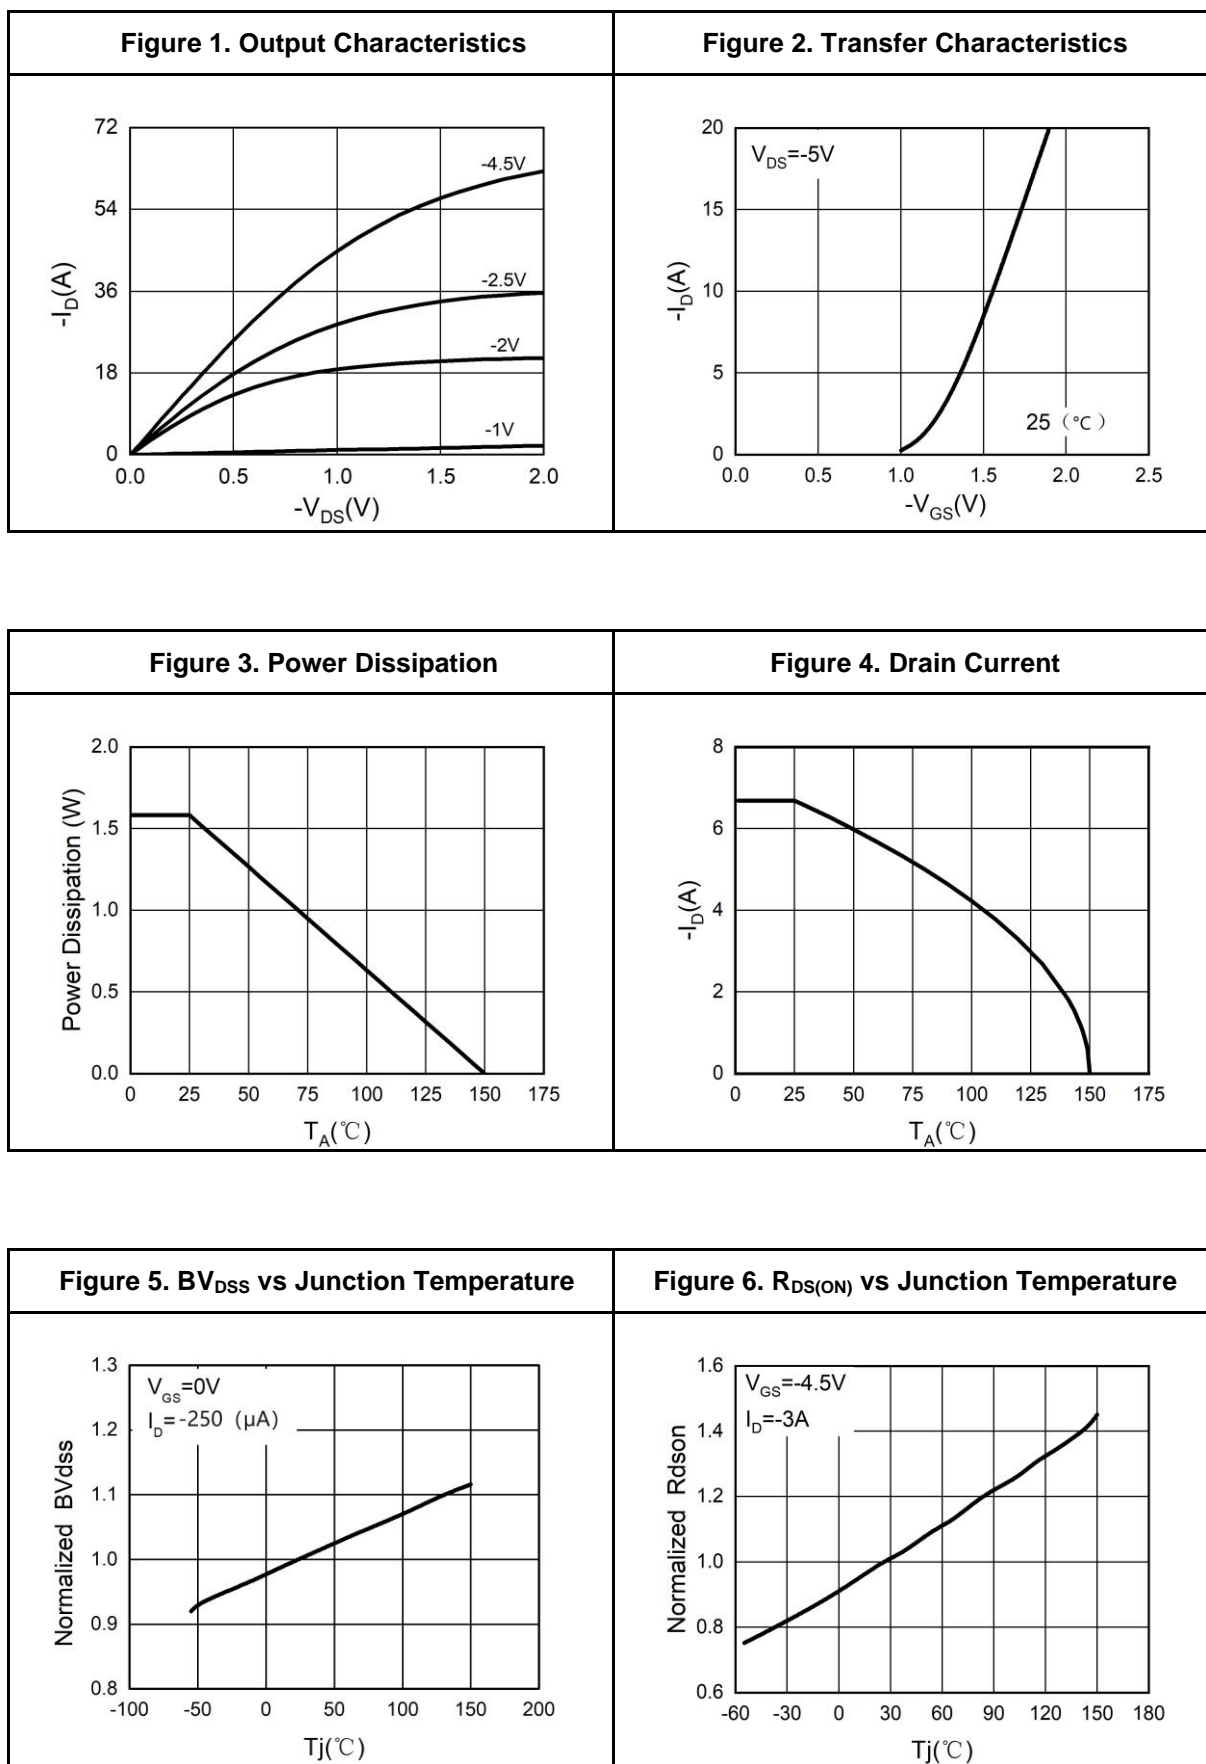 Figure 1. Output Characteristics
Figure 2. Transfer Characteristics
72
54
36
18
0
-I_D(A)
-4.5V
-2.5V
-2V
-1V
0.0 0.5 1.0 1.5 2.0
-V_DS(V)
20
15
10
5
0
-I_D(A)
V_DS=-5V
25（℃）
0.0 0.5 1.0 1.5 2.0 2.5
-V_GS(V)
Figure 3. Power Dissipation
Figure 4. Drain Current
2.0
1.5
1.0
0.5
0.0
Power Dissipation (W)
0 25 50 75 100 125 150 175
T_A(℃)
8
6
4
2
0
-I_D(A)
0 25 50 75 100 125 150 175
T_A(℃)
Figure 5. BV_DSS vs Junction Temperature
Figure 6. R_DS(ON) vs Junction Temperature
1.3
1.2
1.1
1.0
0.9
0.8
Normalized BVdss
V_GS=0V
I_D=-250（μA）
-100 -50 0 50 100 150 200
Tj(℃)
1.6
1.4
1.2
1.0
0.8
0.6
Normalized Rdson
V_GS=-4.5V
I_D=-3A
-60 -30 0 30 60 90 120 150 180
Tj(℃)